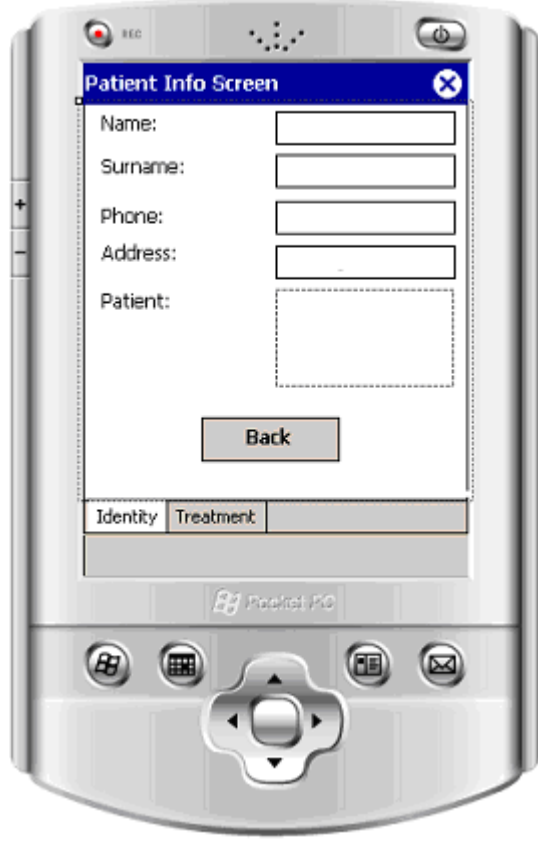 REC
Patient Info Screen
Name:
Surname:
Phone:
Address:
Patient:
Back
Identity Treatment
Pocket PC